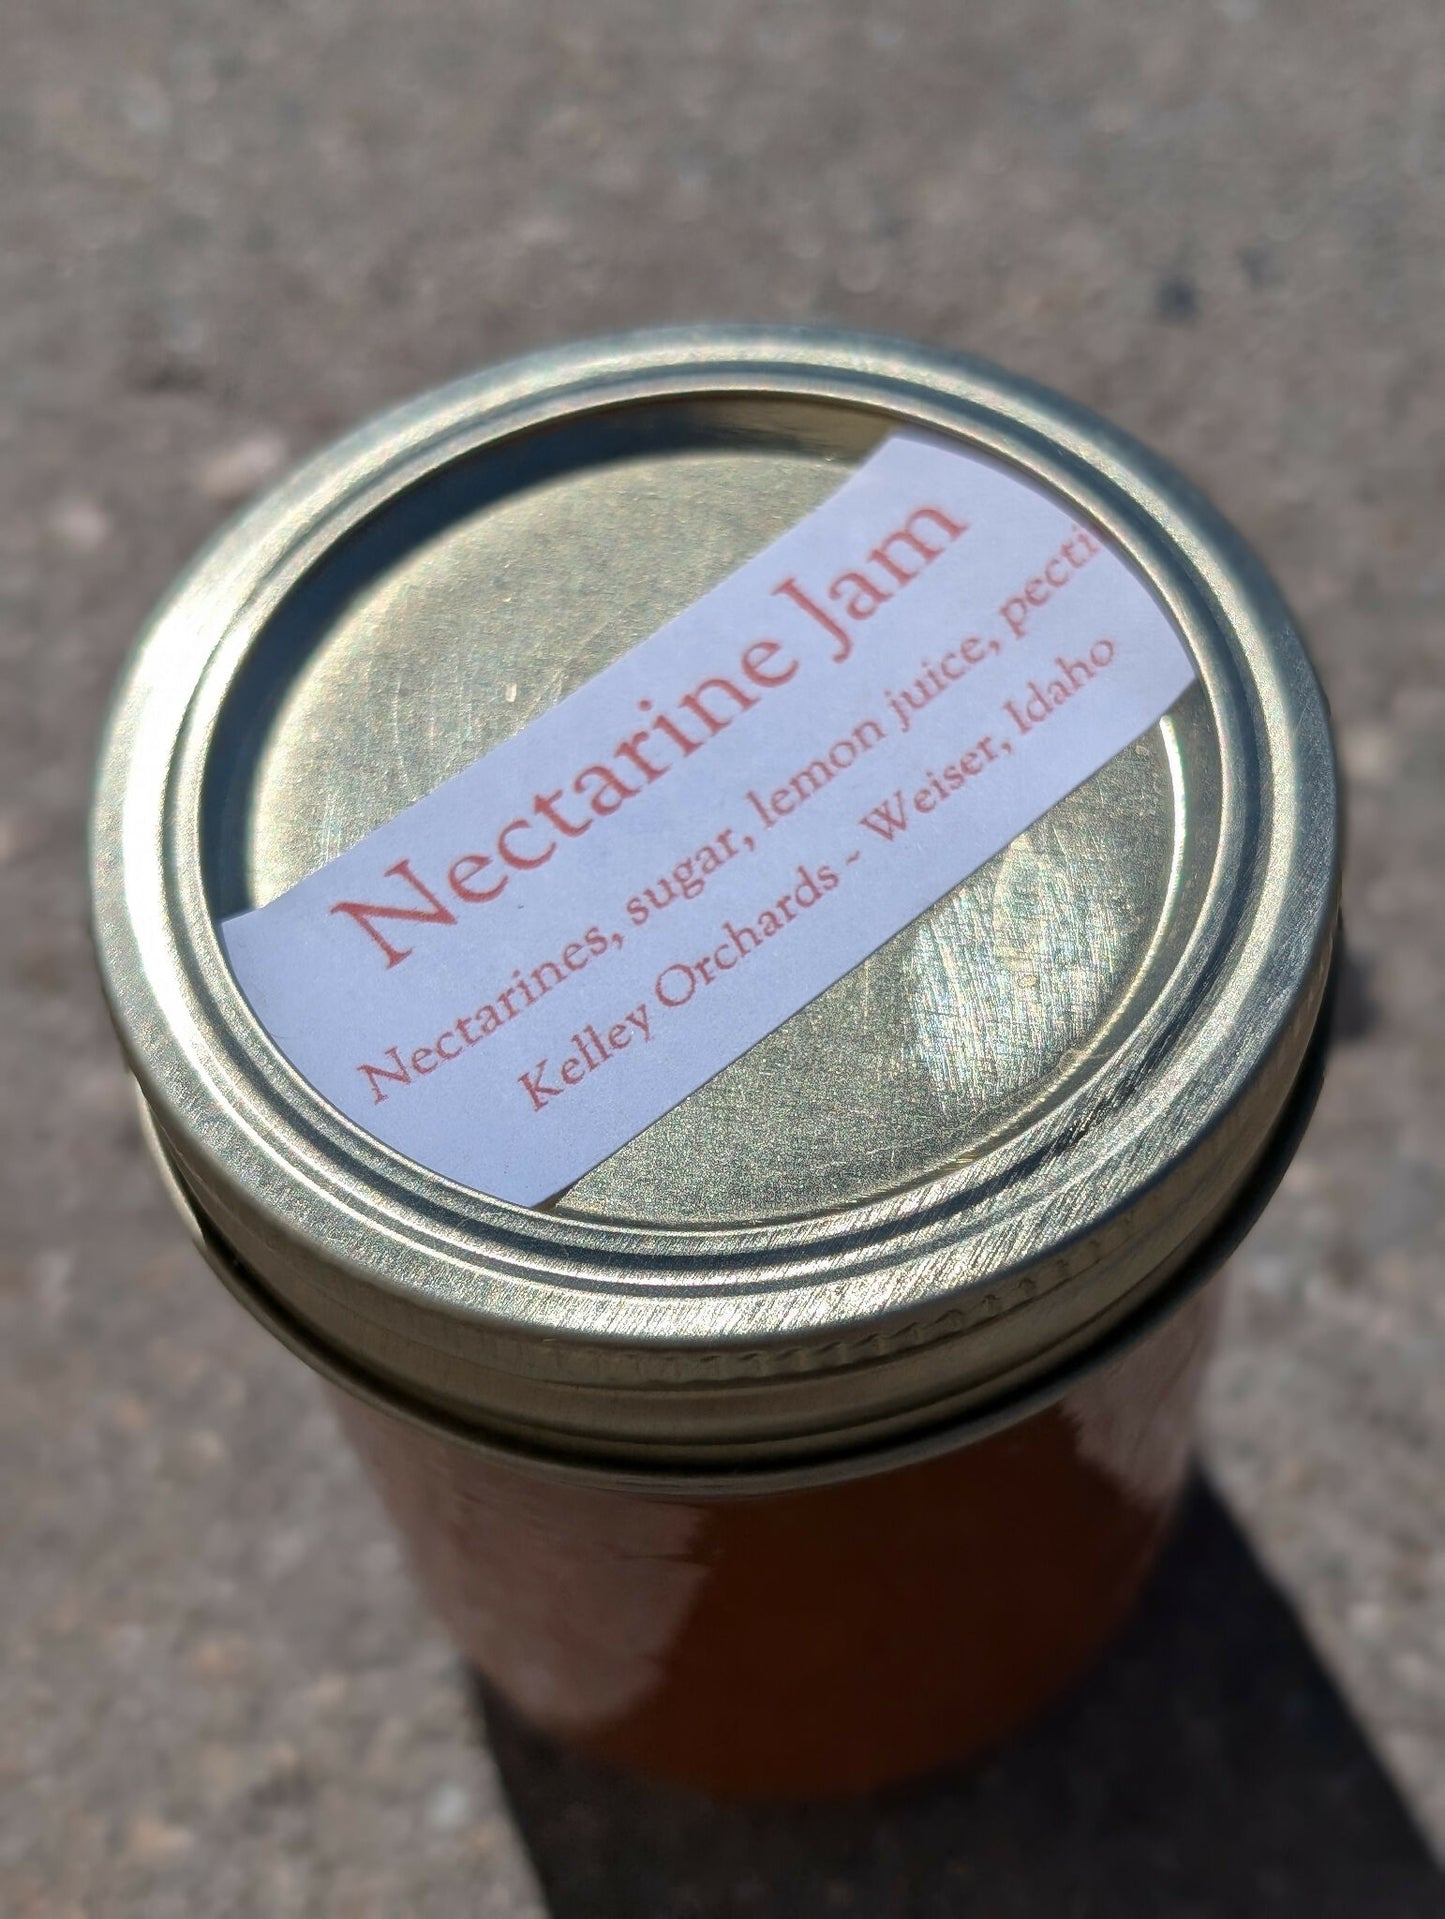 Nectarine Jam
Nectarines, sugar, lemon juice, pecti
Kelley Orchards ~ Weiser, Idaho